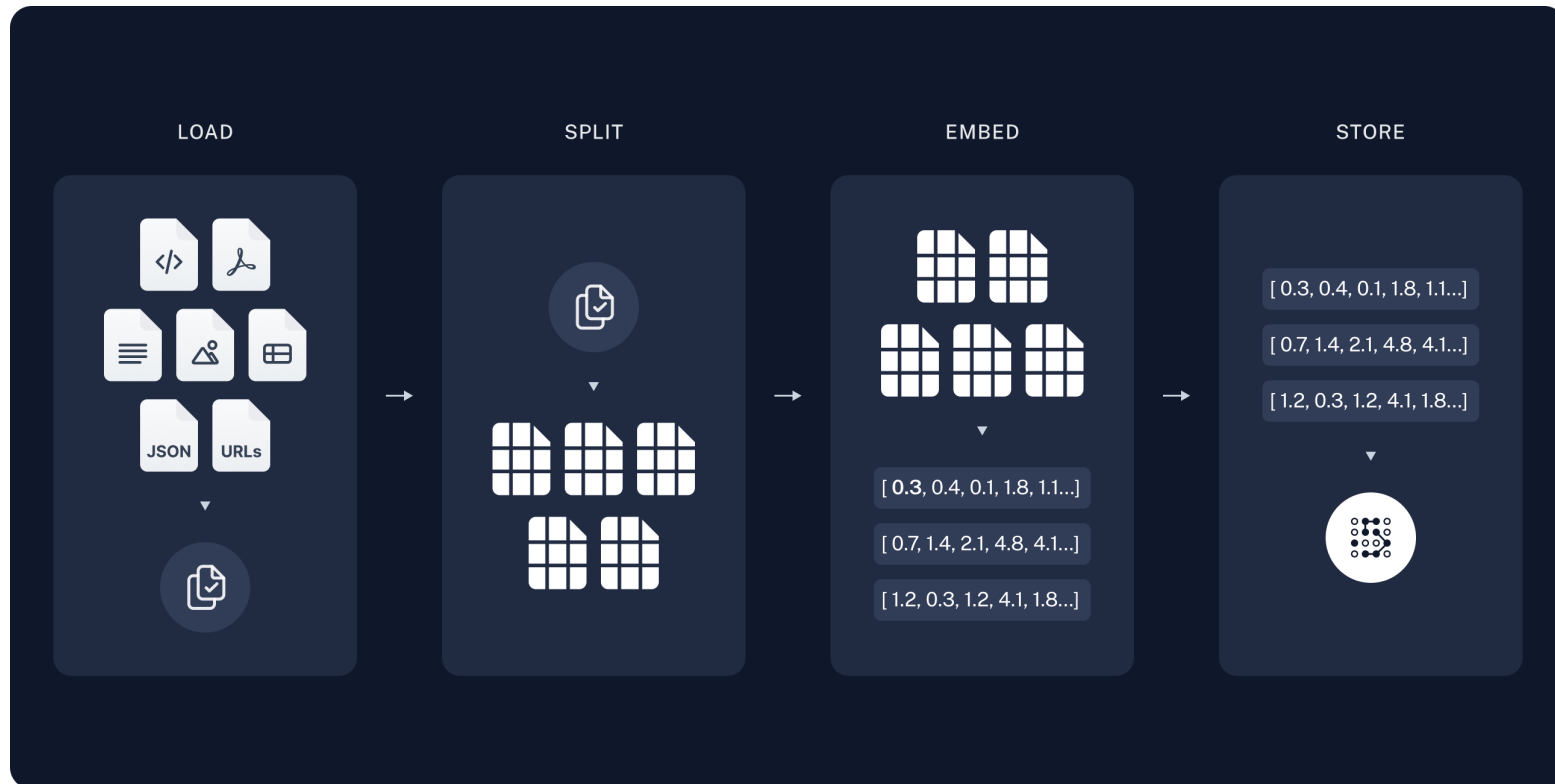 LOAD
SPLIT
EMBED
STORE
</>
JSON
URLs
[ 0.3, 0.4, 0.1, 1.8, 1.1...]
[ 0.7, 1.4, 2.1, 4.8, 4.1...]
[ 1.2, 0.3, 1.2, 4.1, 1.8...]
[ 0.3, 0.4, 0.1, 1.8, 1.1...]
[ 0.7, 1.4, 2.1, 4.8, 4.1...]
[ 1.2, 0.3, 1.2, 4.1, 1.8...]